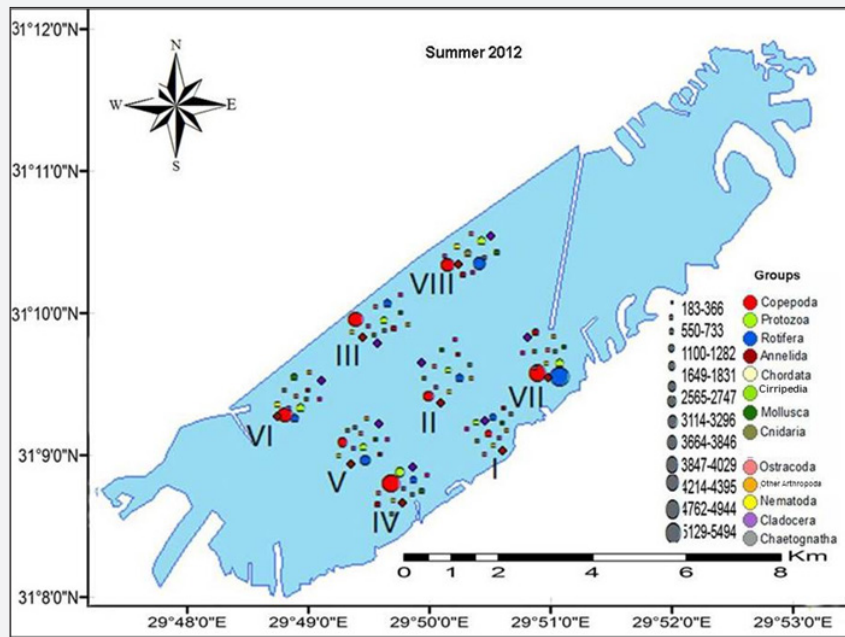 31°12'0"N
Summer 2012
N
W E
S
31°11'0"N
VIII
Groups
183-366
550-733
1100-1282
1649-1831
2565-2747
3114-3296
3664-3846
3847-4029
4214-4395
4762-4944
5129-5494
Copepoda
Protozoa
Rotifera
Annelida
Chordata
Cirripedia
Mollusca
Cnidaria
Ostracoda
Other Arthropoda
Nematoda
Cladocera
Chaetognatha
31°10'0"N
III
VII
II
VI
I
V
31°9'0"N
IV
Km
0 1 2 4 6 8
31°8'0"N
29°48'0"E 29°49'0"E 29°50'0"E 29°51'0"E 29°52'0"E 29°53'0"E